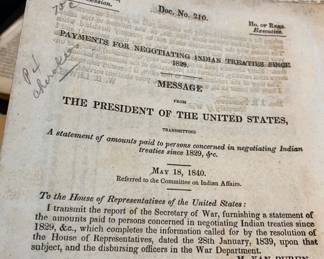 Session.
Doc. No. 210.
Ho. of Reps.
Executive.
PAYMENTS FOR NEGOTIATING INDIAN TREATIES SINCE
1829.
MESSAGE
FROM
THE PRESIDENT OF THE UNITED STATES,
TRANSMITTING
A statement of amounts paid to persons concerned in negotiating Indian
treaties since 1829, &c.
May 18, 1840.
Referred to the Committee on Indian Affairs.
To the House of Representatives of the United States:
I transmit the report of the Secretary of War, furnishing a statement of
the amounts paid to persons concerned in negotiating Indian treaties since
1829, &c., which completes the information called for by the resolution of
the House of Representatives, dated the 28th January, 1839, upon that
subject, and the disbursing officers in the War Department.
M. VAN BUREN.